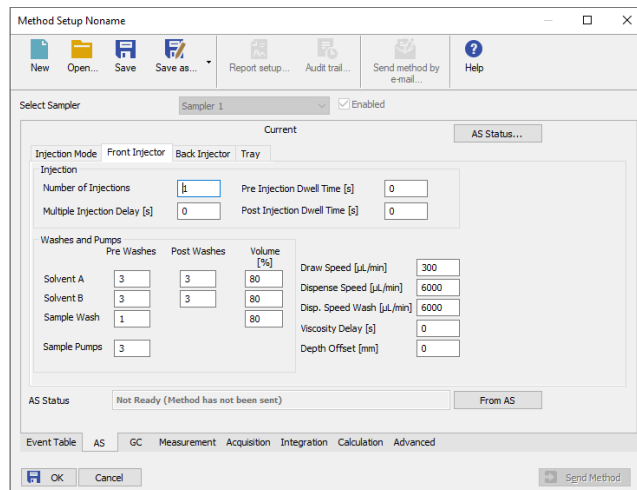 Method Setup Noname
New Open... Save Save as... Report setup... Audit trail... Send method by e-mail... Help
Select Sampler Sampler 1 Enabled
Current AS Status...
Injection Mode Front Injector Back Injector Tray
Injection
Number of Injections 1 Pre Injection Dwell Time [s] 0
Multiple Injection Delay [s] 0 Post Injection Dwell Time [s] 0
Washes and Pumps
Pre Washes Post Washes Volume [%]
Solvent A 3 3 80
Solvent B 3 3 80
Sample Wash 1 80
Sample Pumps 3
Draw Speed [µL/min] 300
Dispense Speed [µL/min] 6000
Disp. Speed Wash [µL/min] 6000
Viscosity Delay [s] 0
Depth Offset [mm] 0
AS Status Not Ready (Method has not been sent) From AS
Event Table AS GC Measurement Acquisition Integration Calculation Advanced
OK Cancel Send Method